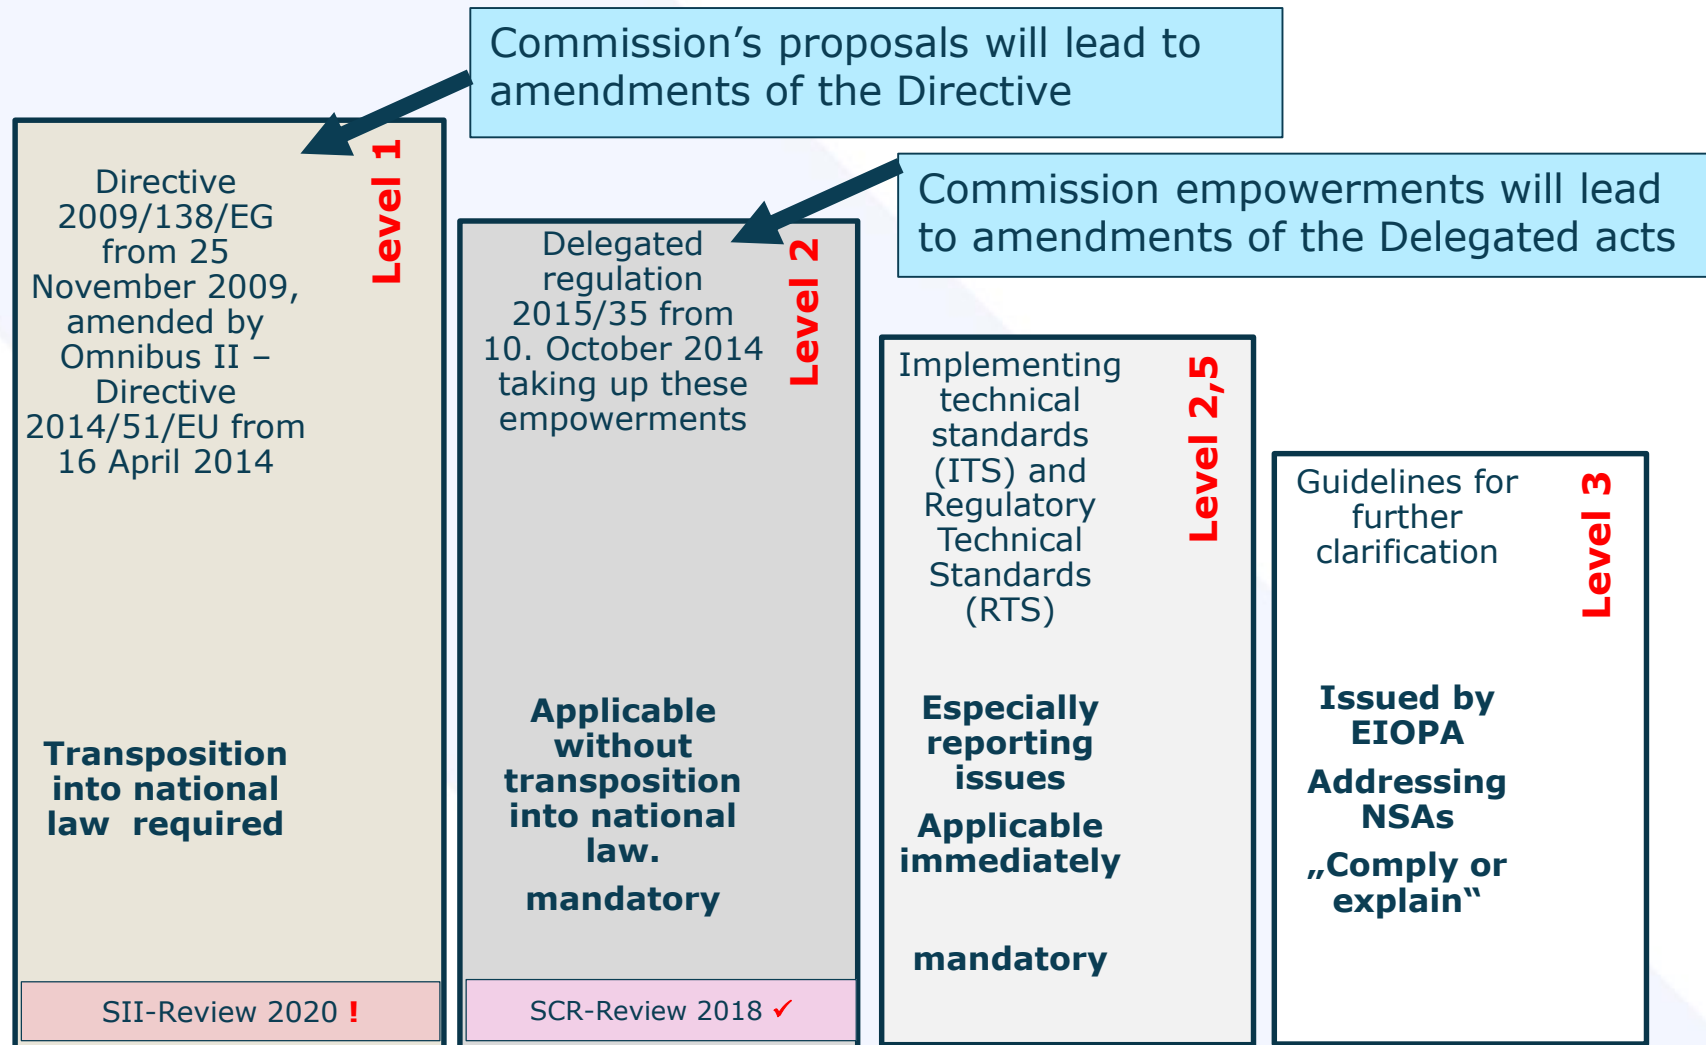 Commission’s proposals will lead to
amendments of the Directive
Commission empowerments will lead
to amendments of the Delegated acts
Level 1
Directive
2009/138/EG
from 25
November 2009,
amended by
Omnibus II –
Directive
2014/51/EU from
16 April 2014
Transposition
into national
law  required
SII-Review 2020 !
Level 2
Delegated
regulation
2015/35 from
10. October 2014
taking up these
empowerments
Applicable
without
transposition
into national
law.
mandatory
SCR-Review 2018 ✓
Level 2,5
Implementing
technical
standards
(ITS) and
Regulatory
Technical
Standards
(RTS)
Especially
reporting
issues
Applicable
immediately
mandatory
Level 3
Guidelines for
further
clarification
Issued by
EIOPA
Addressing
NSAs
„Comply or
explain“